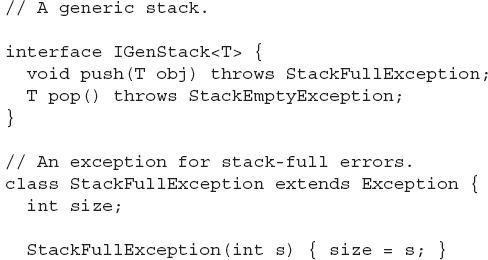 // A generic stack.
interface IGenStack<T> {
void push(T obj) throws StackFullException;
T pop() throws StackEmptyException;
}
// An exception for stack-full errors.
class StackFullException extends Exception {
int size;
StackFullException(int s) { size = s; }